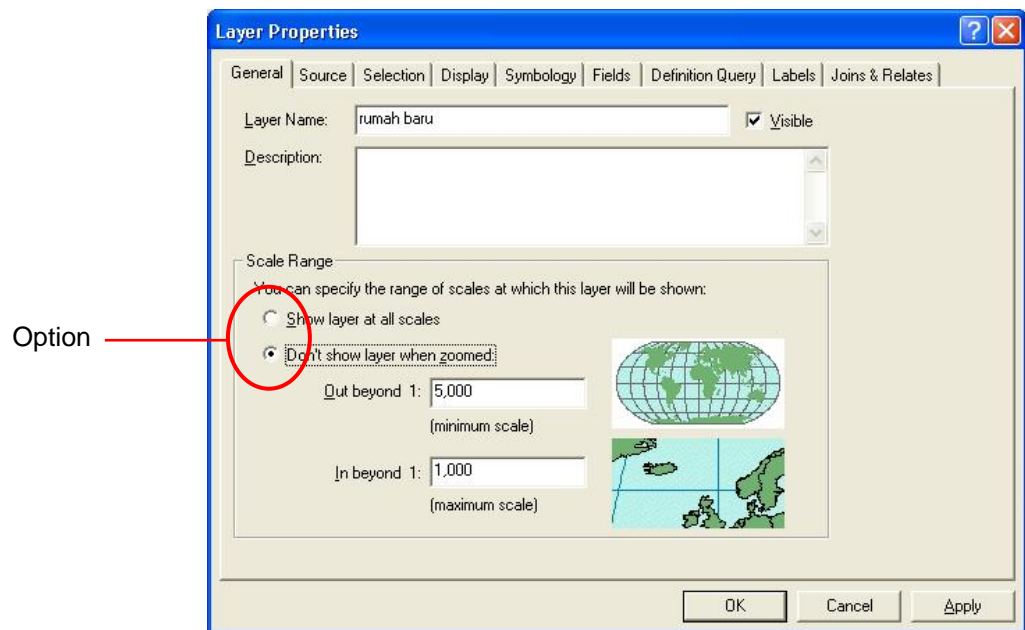 Layer Properties
General Source Selection Display Symbology Fields Definition Query Labels Joins & Relates
Layer Name: rumah baru Visible
Description:
Scale Range
You can specify the range of scales at which this layer will be shown:
Show layer at all scales
Option
Don't show layer when zoomed:
Out beyond 1: 5,000
(minimum scale)
In beyond 1: 1,000
(maximum scale)
OK Cancel Apply